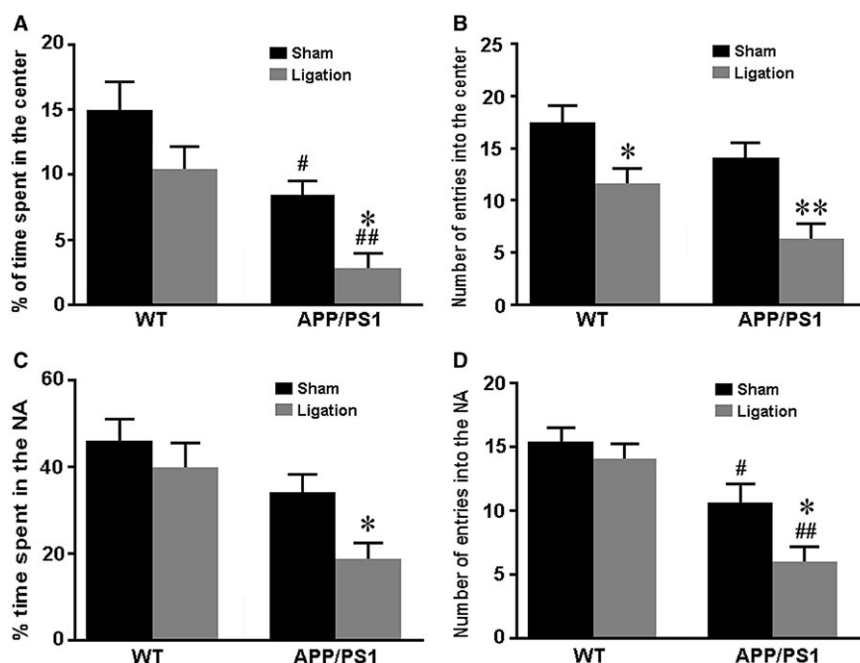 A
% of time spent in the center
20
15
10
5
0
Sham
Ligation
#
*
##
WT
APP/PS1
B
Number of entries into the center
25
20
15
10
5
0
Sham
Ligation
*
**
WT
APP/PS1
C
% time spent in the NA
60
40
20
0
Sham
Ligation
*
WT
APP/PS1
D
Number of entries into the NA
20
15
10
5
0
Sham
Ligation
#
*
##
WT
APP/PS1